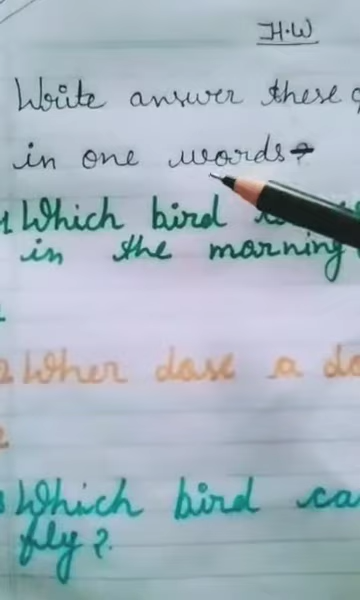 H.W
Write answer these
in one words?
1 Which bird
in the morning
2 Wher dose a
3 Which bird
fly?